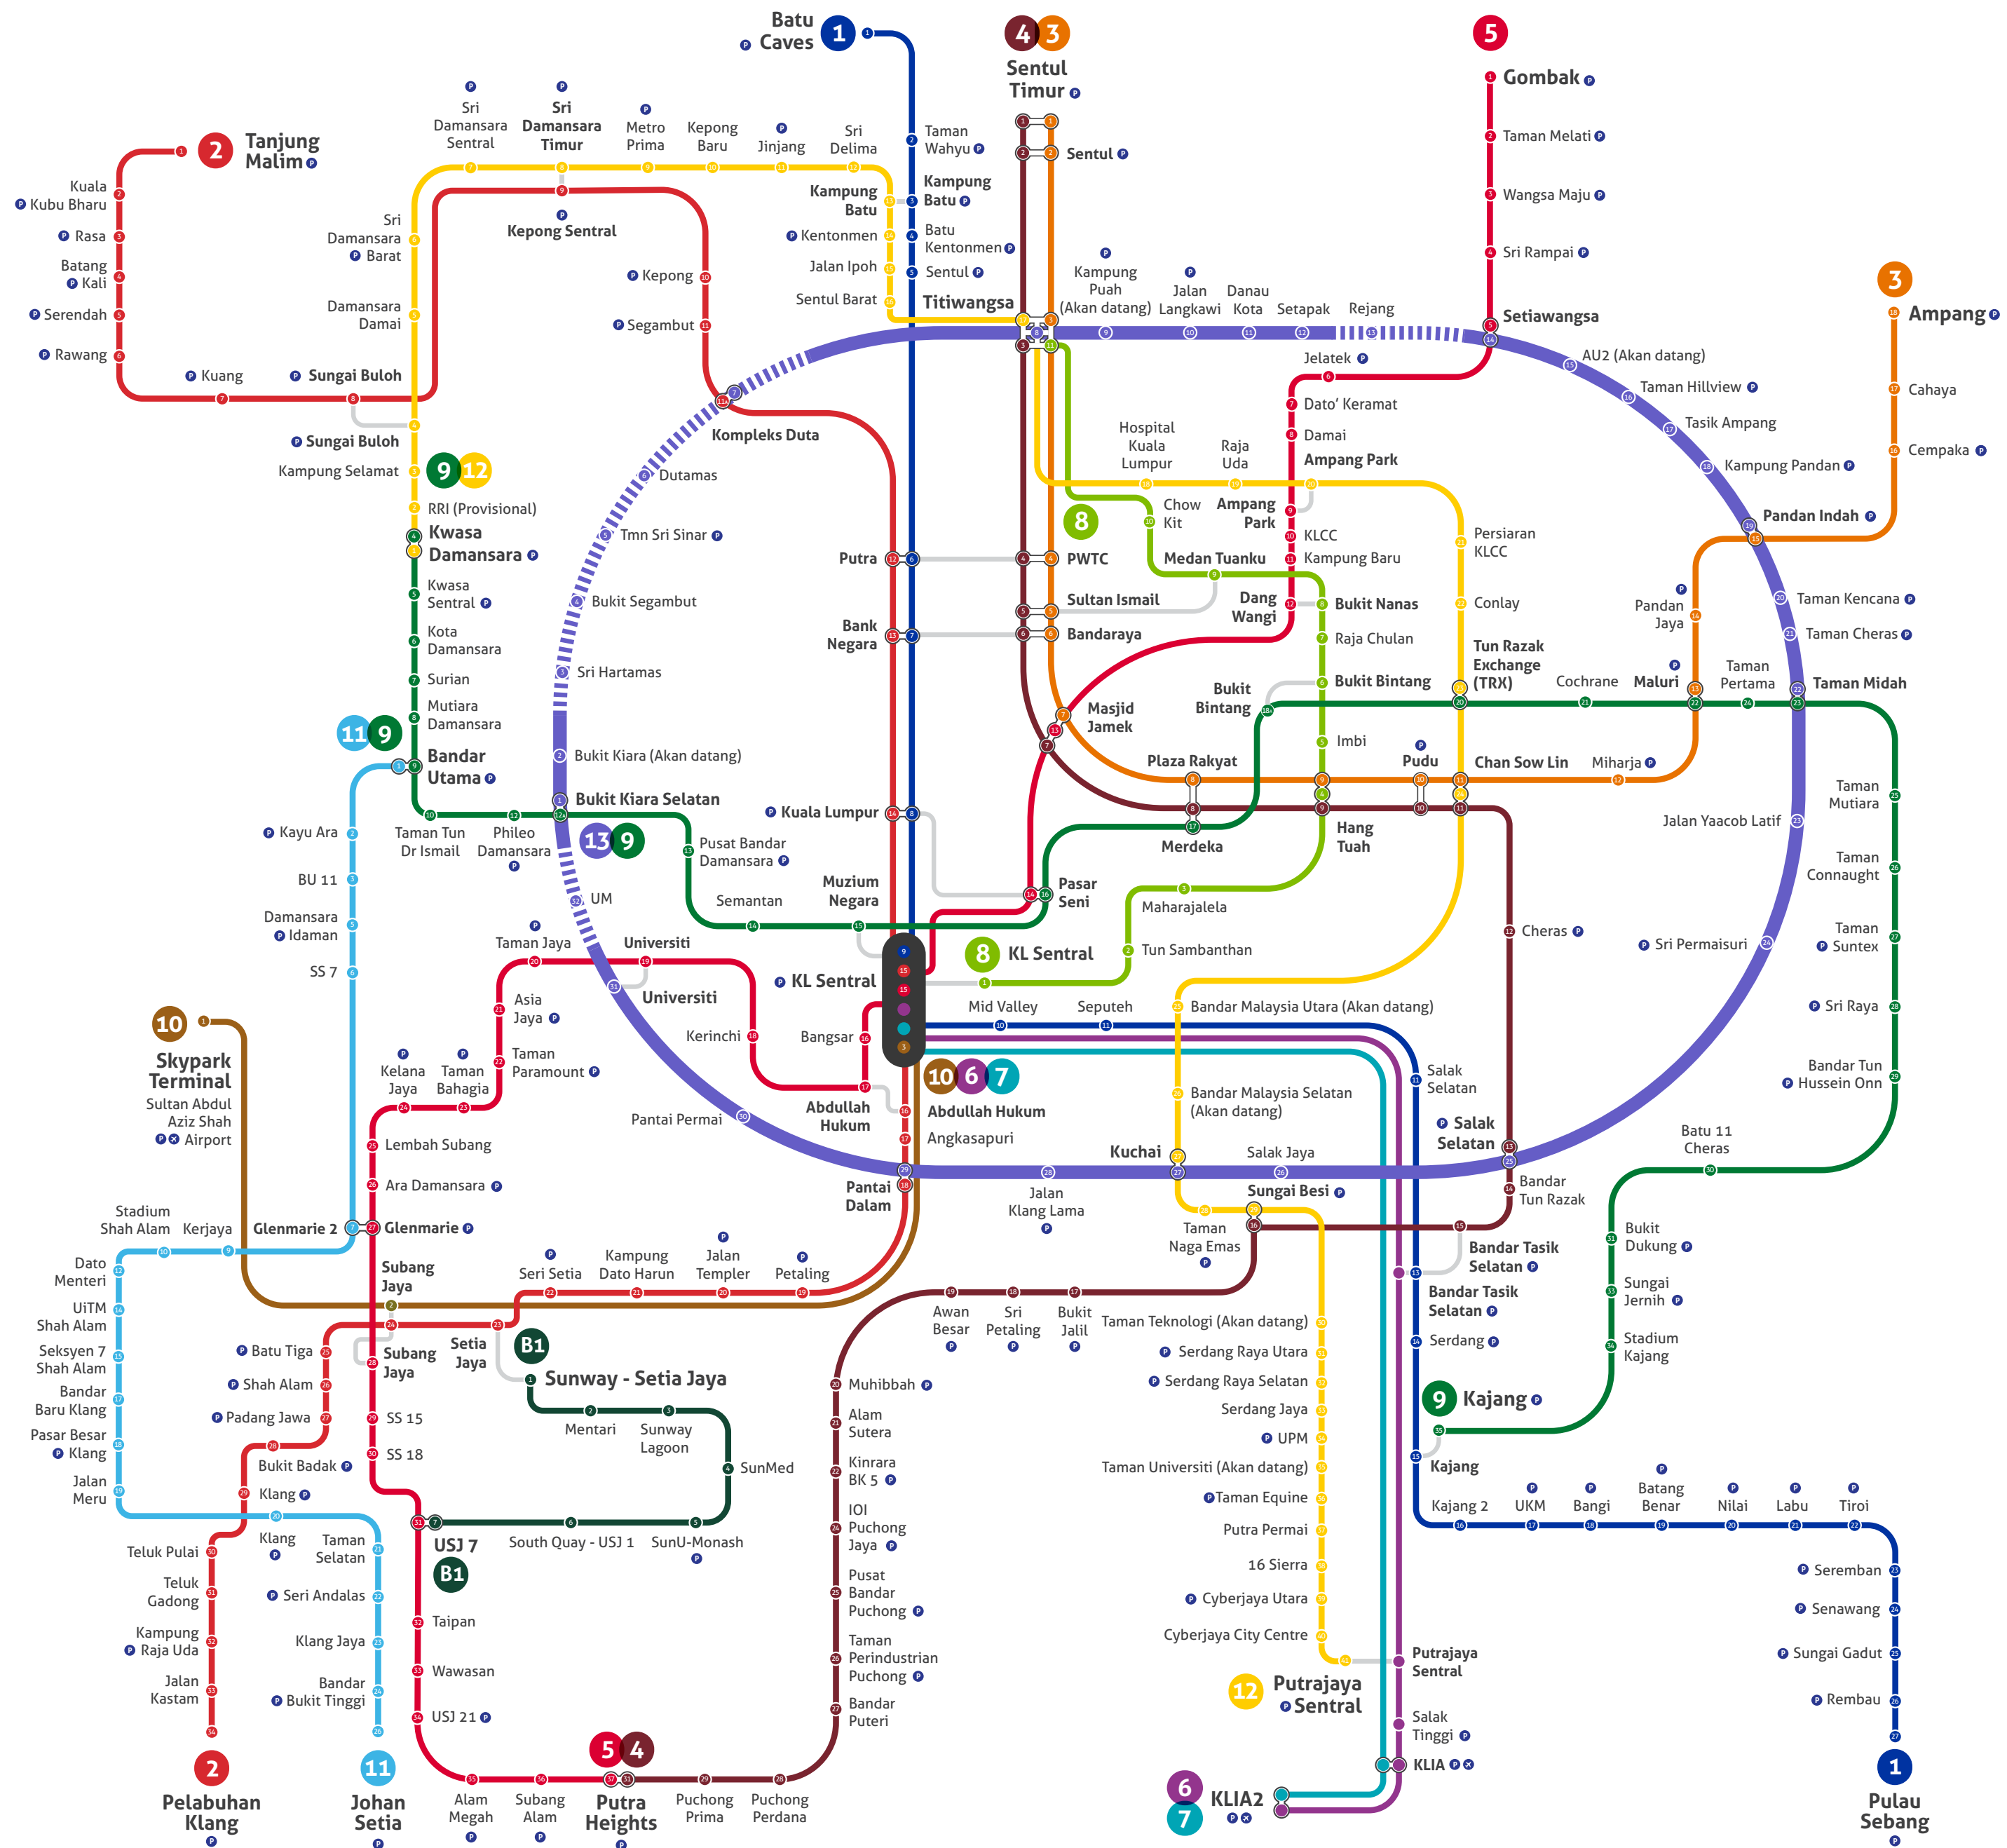 Batu
Caves
1
4
3
Sentul
Timur
5
Gombak
2
Tanjung
Malim
Sri
Damansara
Sentral
Sri
Damansara
Timur
Metro
Prima
Kepong
Baru
Jinjang
Sri
Delima
Taman
Wahyu
Kampung
Batu
Kampung
Batu
Kentonmen
Batu
Kentonmen
Jalan Ipoh
Sentul
Sentul Barat
Titiwangsa
Sentul
Taman Melati
Wangsa Maju
Sri Rampai
Setiawangsa
Kuala
Kubu Bharu
Rasa
Batang
Kali
Serendah
Rawang
Kuang
Sungai Buloh
Sri
Damansara
Barat
Damansara
Damai
Kepong Sentral
Kepong
Segambut
Kompleks Duta
Kampung
Puah
(Akan datang)
Jalan
Langkawi
Danau
Kota
Setapak
Rejang
3
Ampang
Cahaya
Cempaka
AU2 (Akan datang)
Taman Hillview
Tasik Ampang
Kampung Pandan
Pandan Indah
Jelatek
Dato' Keramat
Damai
Ampang Park
Ampang
Park
KLCC
Kampung Baru
Dang
Wangi
Hospital
Kuala
Lumpur
Raja
Uda
Chow
Kit
8
Medan Tuanku
Sungai Buloh
Kampung Selamat
9
12
RRI (Provisional)
Kwasa
Damansara
Kwasa
Sentral
Kota
Damansara
Surian
Mutiara
Damansara
11
9
Bandar
Utama
Dutamas
Tmn Sri Sinar
Bukit Segambut
Sri Hartamas
Bukit Kiara (Akan datang)
Bukit Kiara Selatan
13
9
Putra
Bank
Negara
PWTC
Sultan Ismail
Bandaraya
Bukit Nanas
Raja Chulan
Bukit Bintang
Bukit
Bintang
Imbi
Persiaran
KLCC
Conlay
Tun Razak
Exchange
(TRX)
Cochrane
Maluri
Pandan
Jaya
Taman
Pertama
Taman Midah
Taman Kencana
Taman Cheras
Masjid
Jamek
Plaza Rakyat
Pudu
Chan Sow Lin
Miharja
Merdeka
Hang
Tuah
Kuala Lumpur
Muzium
Negara
Pasar
Seni
Maharajalela
Tun Sambanthan
8
KL Sentral
KL Sentral
Taman Tun
Dr Ismail
Phileo
Damansara
Pusat Bandar
Damansara
Semantan
UM
Universiti
Universiti
Taman Jaya
Asia
Jaya
Taman
Paramount
Kelana
Jaya
Taman
Bahagia
Kerinchi
Bangsar
Abdullah
Hukum
Abdullah Hukum
10
6
7
Angkasapuri
Pantai Permai
Pantai
Dalam
Mid Valley
Seputeh
Bandar Malaysia Utara (Akan datang)
Bandar Malaysia Selatan
(Akan datang)
Kuchai
Salak Jaya
Jalan
Klang Lama
Taman
Naga Emas
Sungai Besi
Salak
Selatan
Salak
Selatan
Bandar
Tun Razak
Bandar Tasik
Selatan
Bandar Tasik
Selatan
Serdang
Cheras
Jalan Yaacob Latif
Sri Permaisuri
Taman
Mutiara
Taman
Connaught
Taman
Suntex
Sri Raya
Bandar Tun
Hussein Onn
Batu 11
Cheras
Bukit
Dukung
Sungai
Jernih
Stadium
Kajang
9
Kajang
Kajang
Kajang 2
UKM
Bangi
Batang
Benar
Nilai
Labu
Tiroi
Seremban
Senawang
Sungai Gadut
Rembau
1
Pulau
Sebang
Kayu Ara
BU 11
Damansara
Idaman
SS 7
10
Skypark
Terminal
Sultan Abdul
Aziz Shah
Airport
Lembah Subang
Ara Damansara
Glenmarie 2
Glenmarie
Stadium
Shah Alam
Kerjaya
Dato
Menteri
UiTM
Shah Alam
Seksyen 7
Shah Alam
Bandar
Baru Klang
Pasar Besar
Klang
Jalan
Meru
Subang
Jaya
Subang
Jaya
Setia
Jaya
Seri Setia
Kampung
Dato Harun
Jalan
Templer
Petaling
Batu Tiga
Shah Alam
Padang Jawa
Bukit Badak
Klang
Klang
Teluk Pulai
Teluk
Gadong
Kampung
Raja Uda
Jalan
Kastam
2
Pelabuhan
Klang
Taman
Selatan
Seri Andalas
Klang Jaya
Bandar
Bukit Tinggi
11
Johan
Setia
B1
Sunway - Setia Jaya
Mentari
Sunway
Lagoon
SunMed
SunU-Monash
South Quay - USJ 1
USJ 7
B1
SS 15
SS 18
Taipan
Wawasan
USJ 21
Alam
Megah
Subang
Alam
5
4
Putra
Heights
Puchong
Prima
Puchong
Perdana
Awan
Besar
Sri
Petaling
Bukit
Jalil
Muhibbah
Alam
Sutera
Kinrara
BK 5
IOI
Puchong
Jaya
Pusat
Bandar
Puchong
Taman
Perindustrian
Puchong
Bandar
Puteri
Taman Teknologi (Akan datang)
Serdang Raya Utara
Serdang Raya Selatan
Serdang Jaya
UPM
Taman Universiti (Akan datang)
Taman Equine
Putra Permai
16 Sierra
Cyberjaya Utara
Cyberjaya City Centre
12
Putrajaya
Sentral
Putrajaya
Sentral
Salak
Tinggi
KLIA
6
7
KLIA2